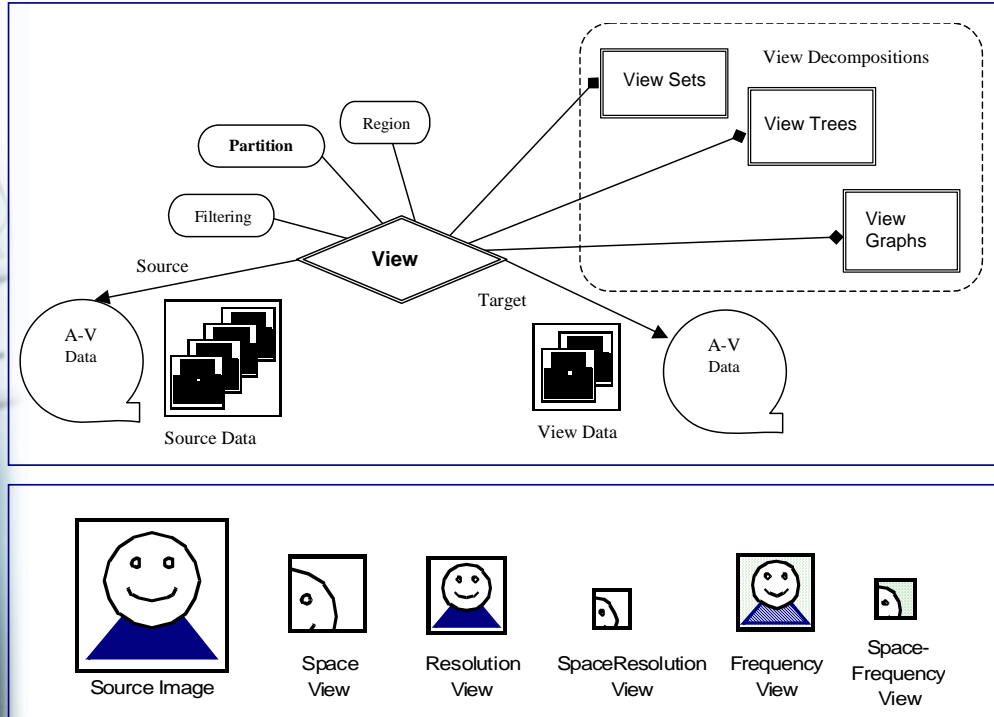 View Decompositions
View Sets
View Trees
View
Graphs
Region
Partition
Filtering
View
Source
Target
A-V
Data
Source Data
View Data
A-V
Data
Source Image
Space
View
Resolution
View
SpaceResolution
View
Frequency
View
Space-
Frequency
View